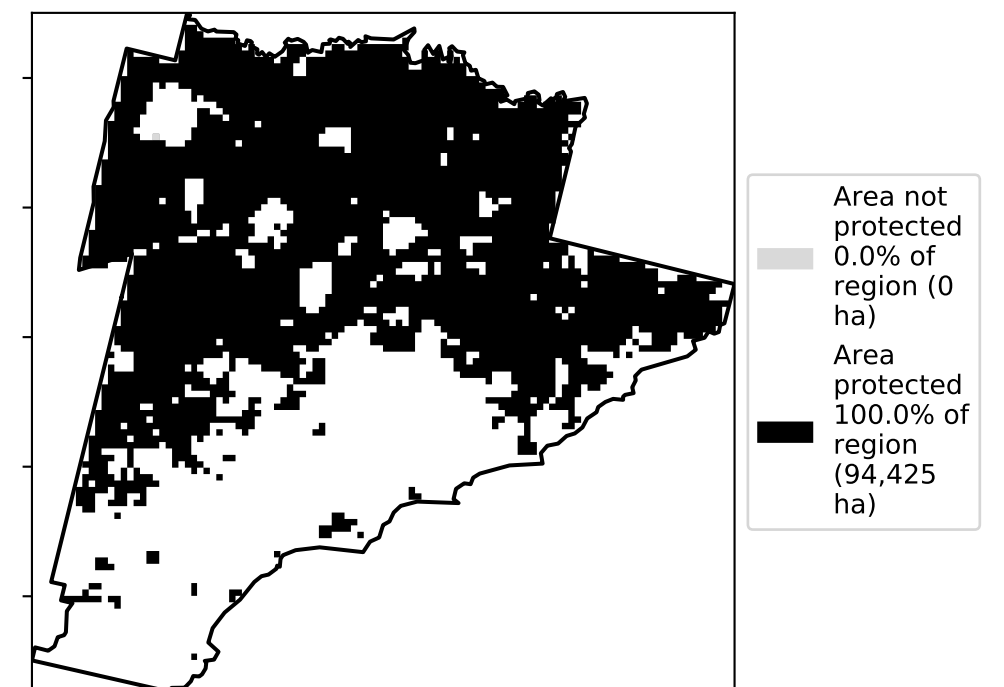 Area not
protected
0.0% of
region (0
ha)
Area
protected
100.0% of
region
(94,425
ha)